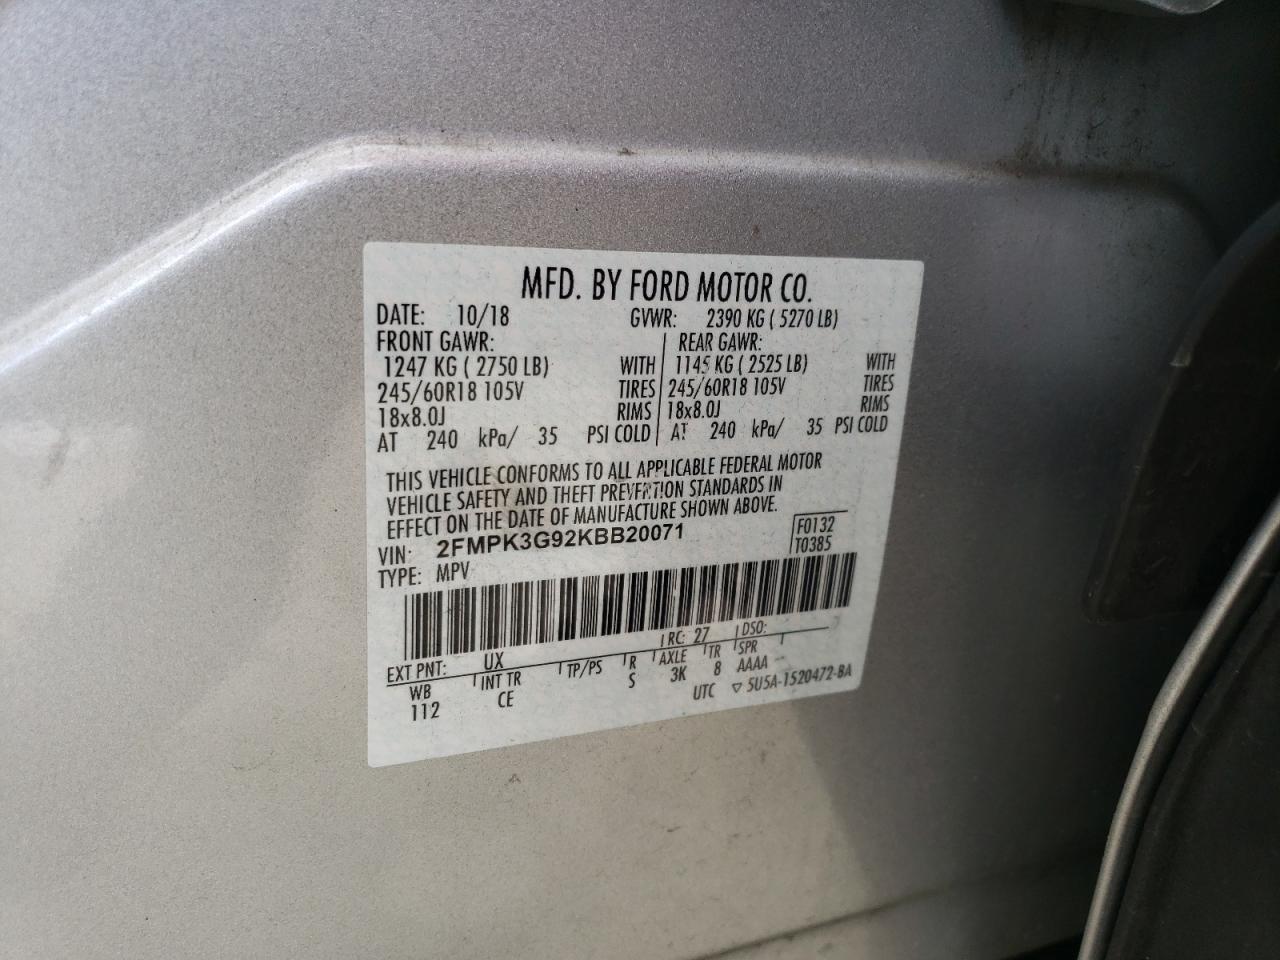 MFD. BY FORD MOTOR CO.
DATE: 10/18 GVWR: 2390 KG ( 5270 LB)
FRONT GAWR: REAR GAWR:
1247 KG ( 2750 LB) WITH 1145 KG ( 2525 LB) WITH
245/60R18 105V TIRES 245/60R18 105V TIRES
18x8.0J RIMS 18x8.0J RIMS
AT 240 kPa/ 35 PSI COLD AT 240 kPa/ 35 PSI COLD
THIS VEHICLE CONFORMS TO ALL APPLICABLE FEDERAL MOTOR
VEHICLE SAFETY AND THEFT PREVENTION STANDARDS IN
EFFECT ON THE DATE OF MANUFACTURE SHOWN ABOVE.
VIN: 2FMPK3G92KBB20071 F0132
TYPE: MPV T0385
EXT PNT: UX RC: 27 DSO:
WB INT TR TP/PS R AXLE TR SPR
112 CE S 3K 8 AAAA
UTC ▽ 5U5A-1520472-BA